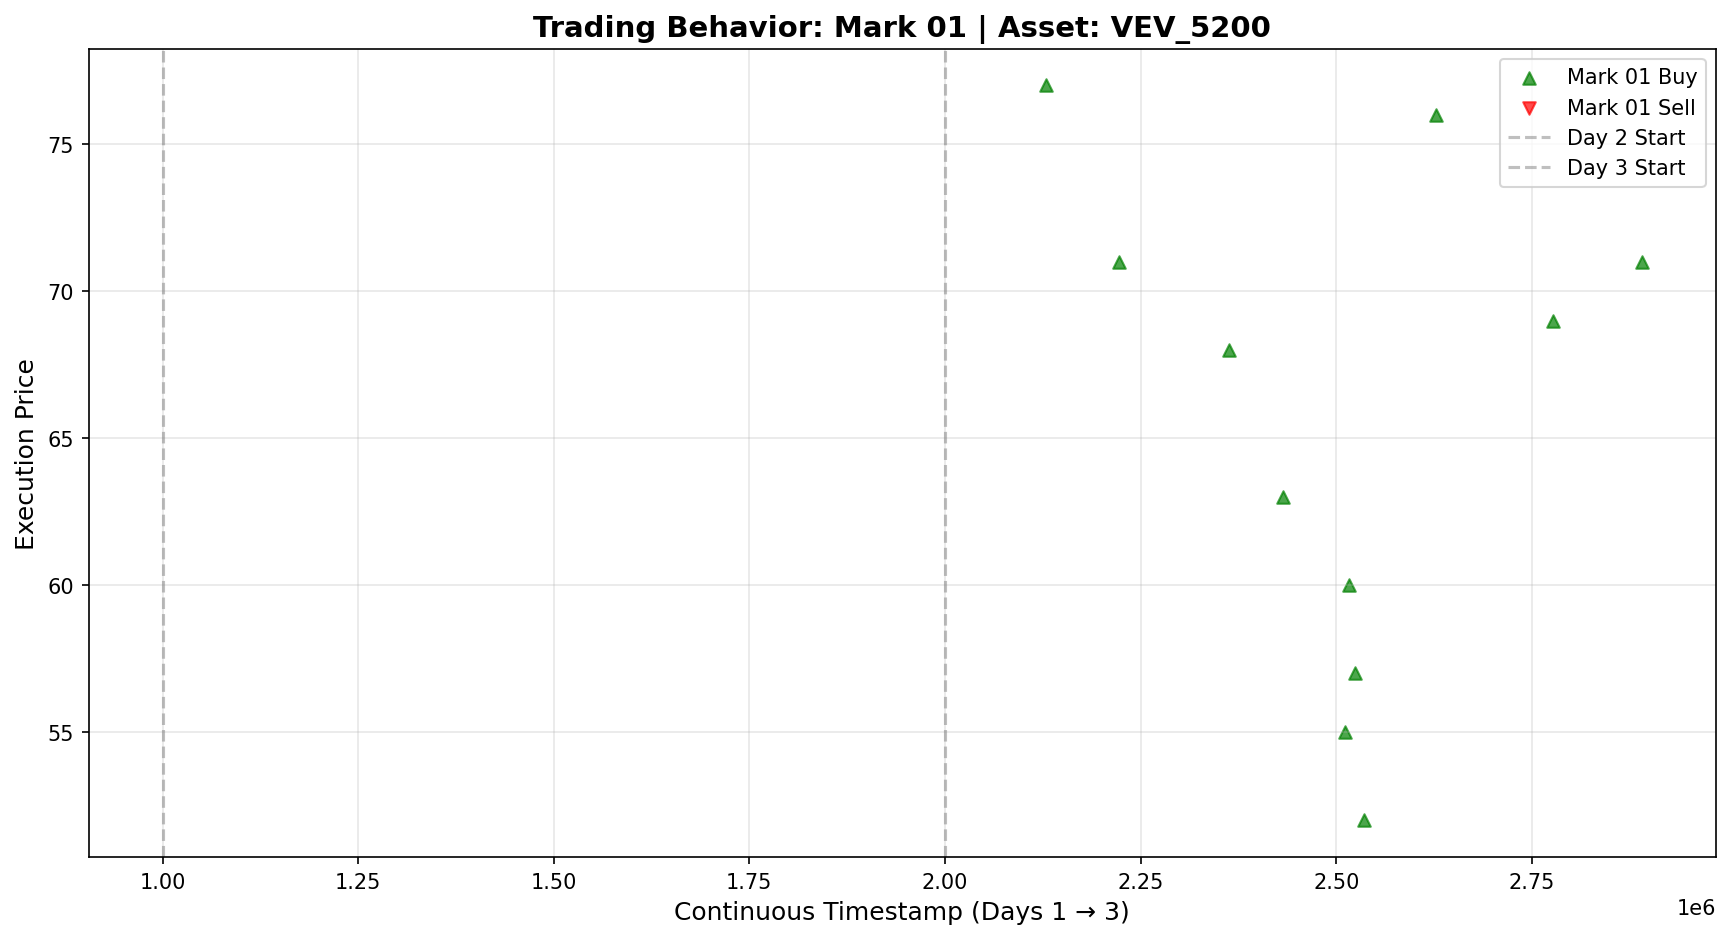 Trading Behavior: Mark 01 | Asset: VEV_5200
Mark 01 Buy
Mark 01 Sell
Day 2 Start
Day 3 Start
Execution Price
75
70
65
60
55
1.00 1.25 1.50 1.75 2.00 2.25 2.50 2.75
1e6
Continuous Timestamp (Days 1 → 3)